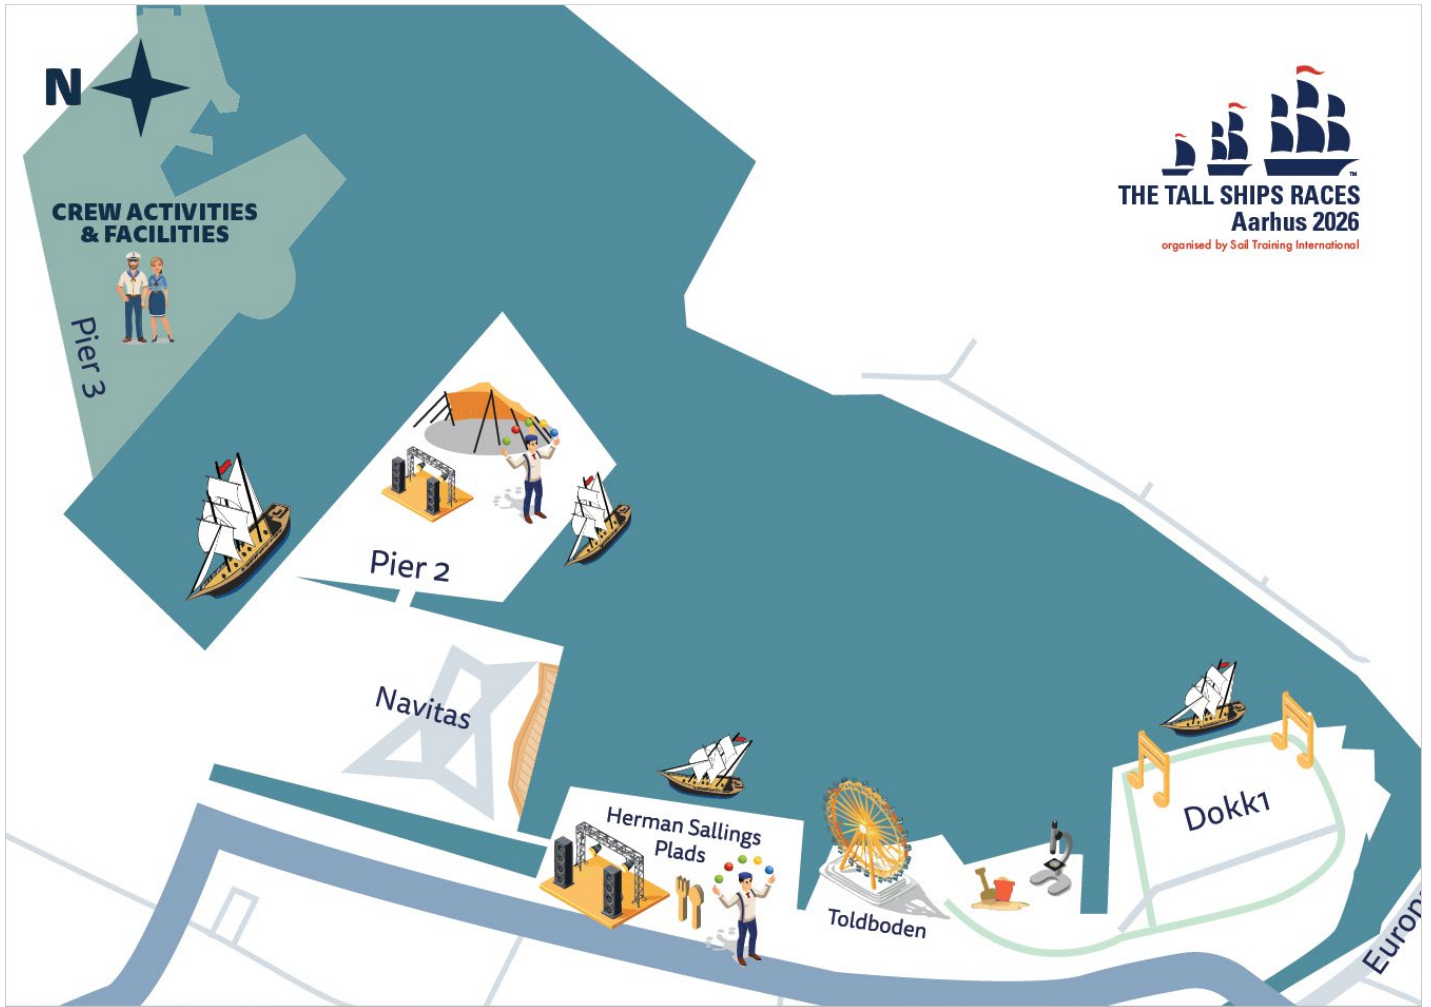 N
THE TALL SHIPS RACES
Aarhus 2026
organised by Sail Training International
CREW ACTIVITIES
& FACILITIES
Pier 3
Pier 2
Navitas
Herman Sallings
Plads
Toldboden
Dokk1